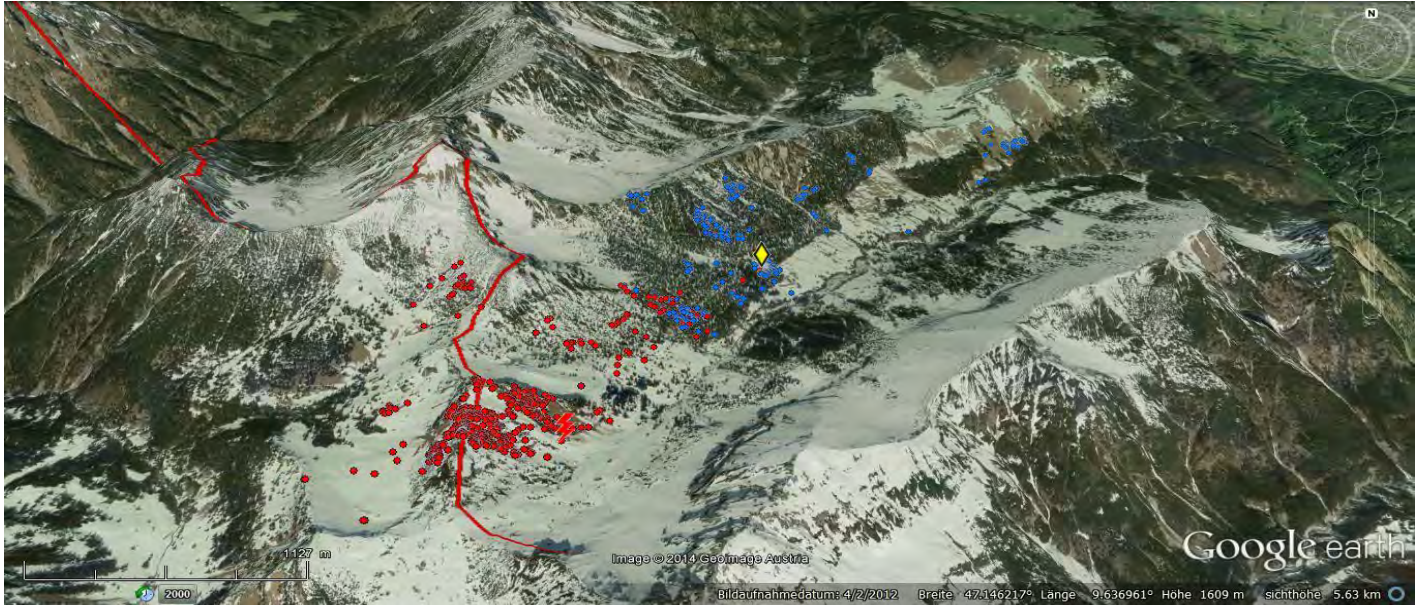 N
1127 m
Image © 2014 GeoImage Austria
Google earth
2000
Bildaufnahmedatum: 4/2/2012 Breite 47.146217° Länge 9.636961° Höhe 1609 m sichthöhe 5.63 km